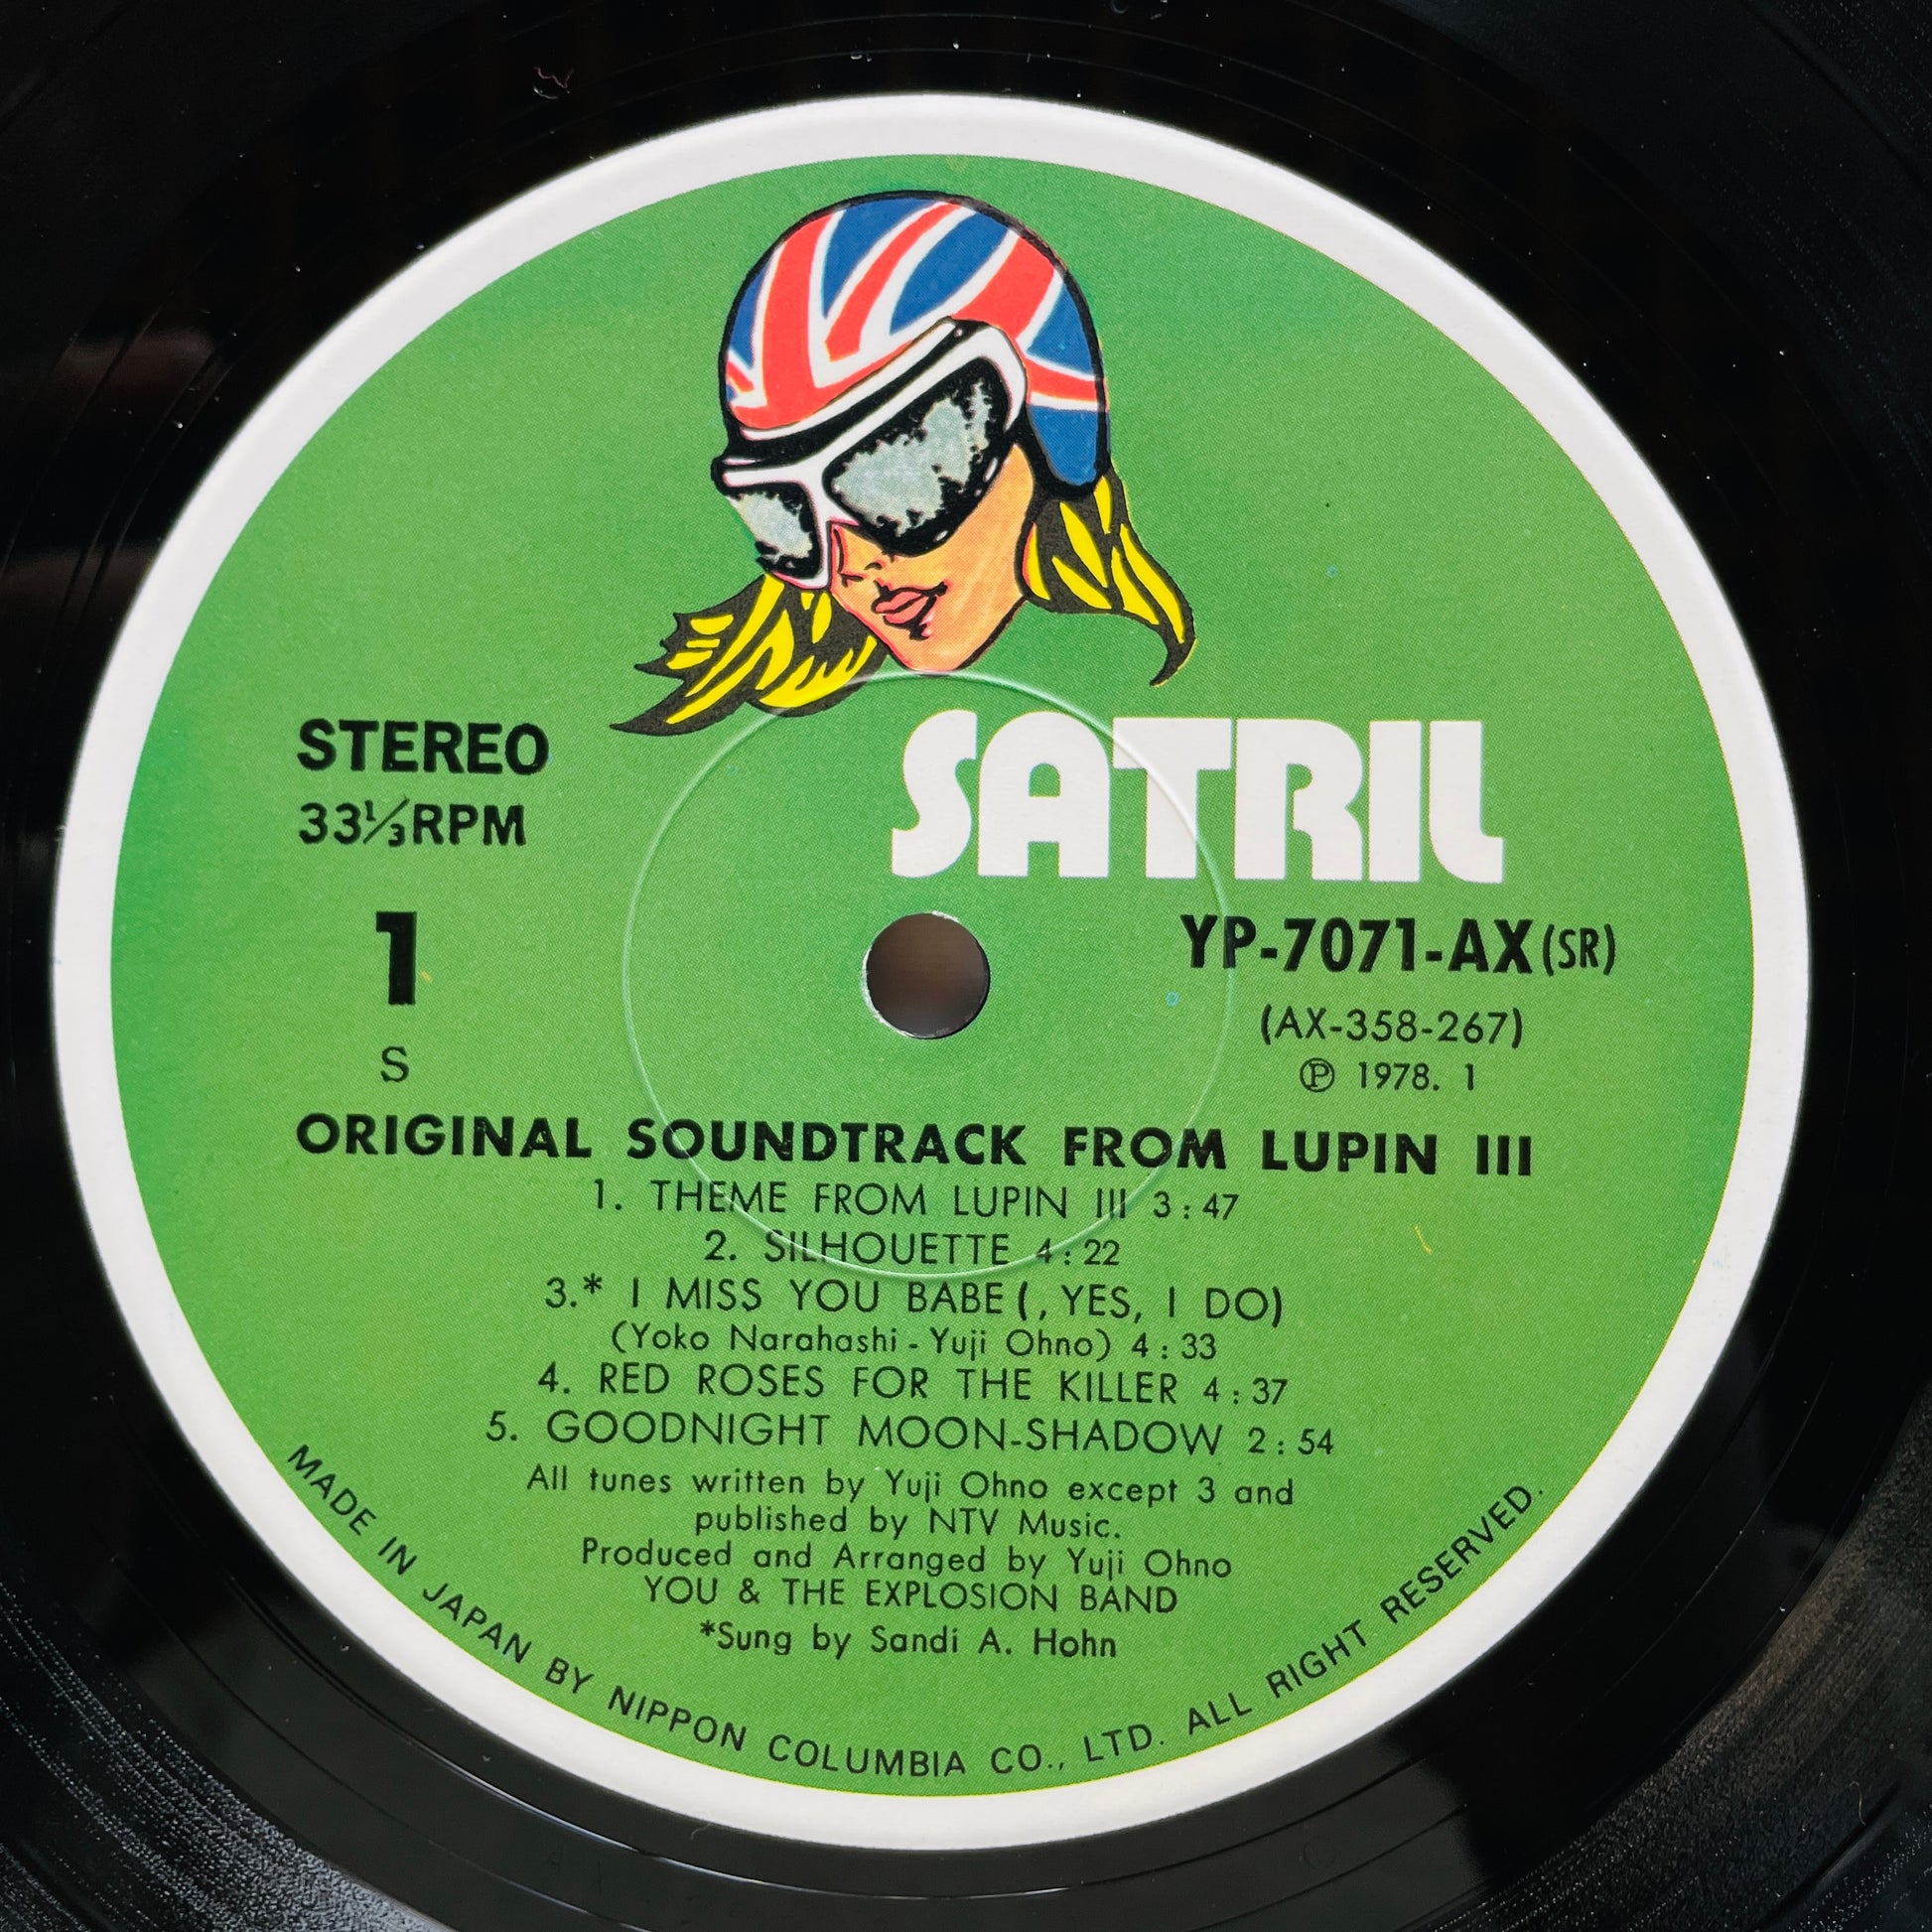 SATRIL
STEREO
33⅓RPM
1
S
YP-7071-AX(SR)
(AX-358-267)
Ⓟ 1978. 1
ORIGINAL SOUNDTRACK FROM LUPIN III
1. THEME FROM LUPIN III 3:47
2. SILHOUETTE 4:22
3.* I MISS YOU BABE(, YES, I DO)
(Yoko Narahashi - Yuji Ohno) 4:33
4. RED ROSES FOR THE KILLER 4:37
5. GOODNIGHT MOON-SHADOW 2:54
All tunes written by Yuji Ohno except 3 and
published by NTV Music.
Produced and Arranged by Yuji Ohno
YOU & THE EXPLOSION BAND
*Sung by Sandi A. Hohn
MADE IN JAPAN BY NIPPON COLUMBIA CO., LTD. ALL RIGHT RESERVED.